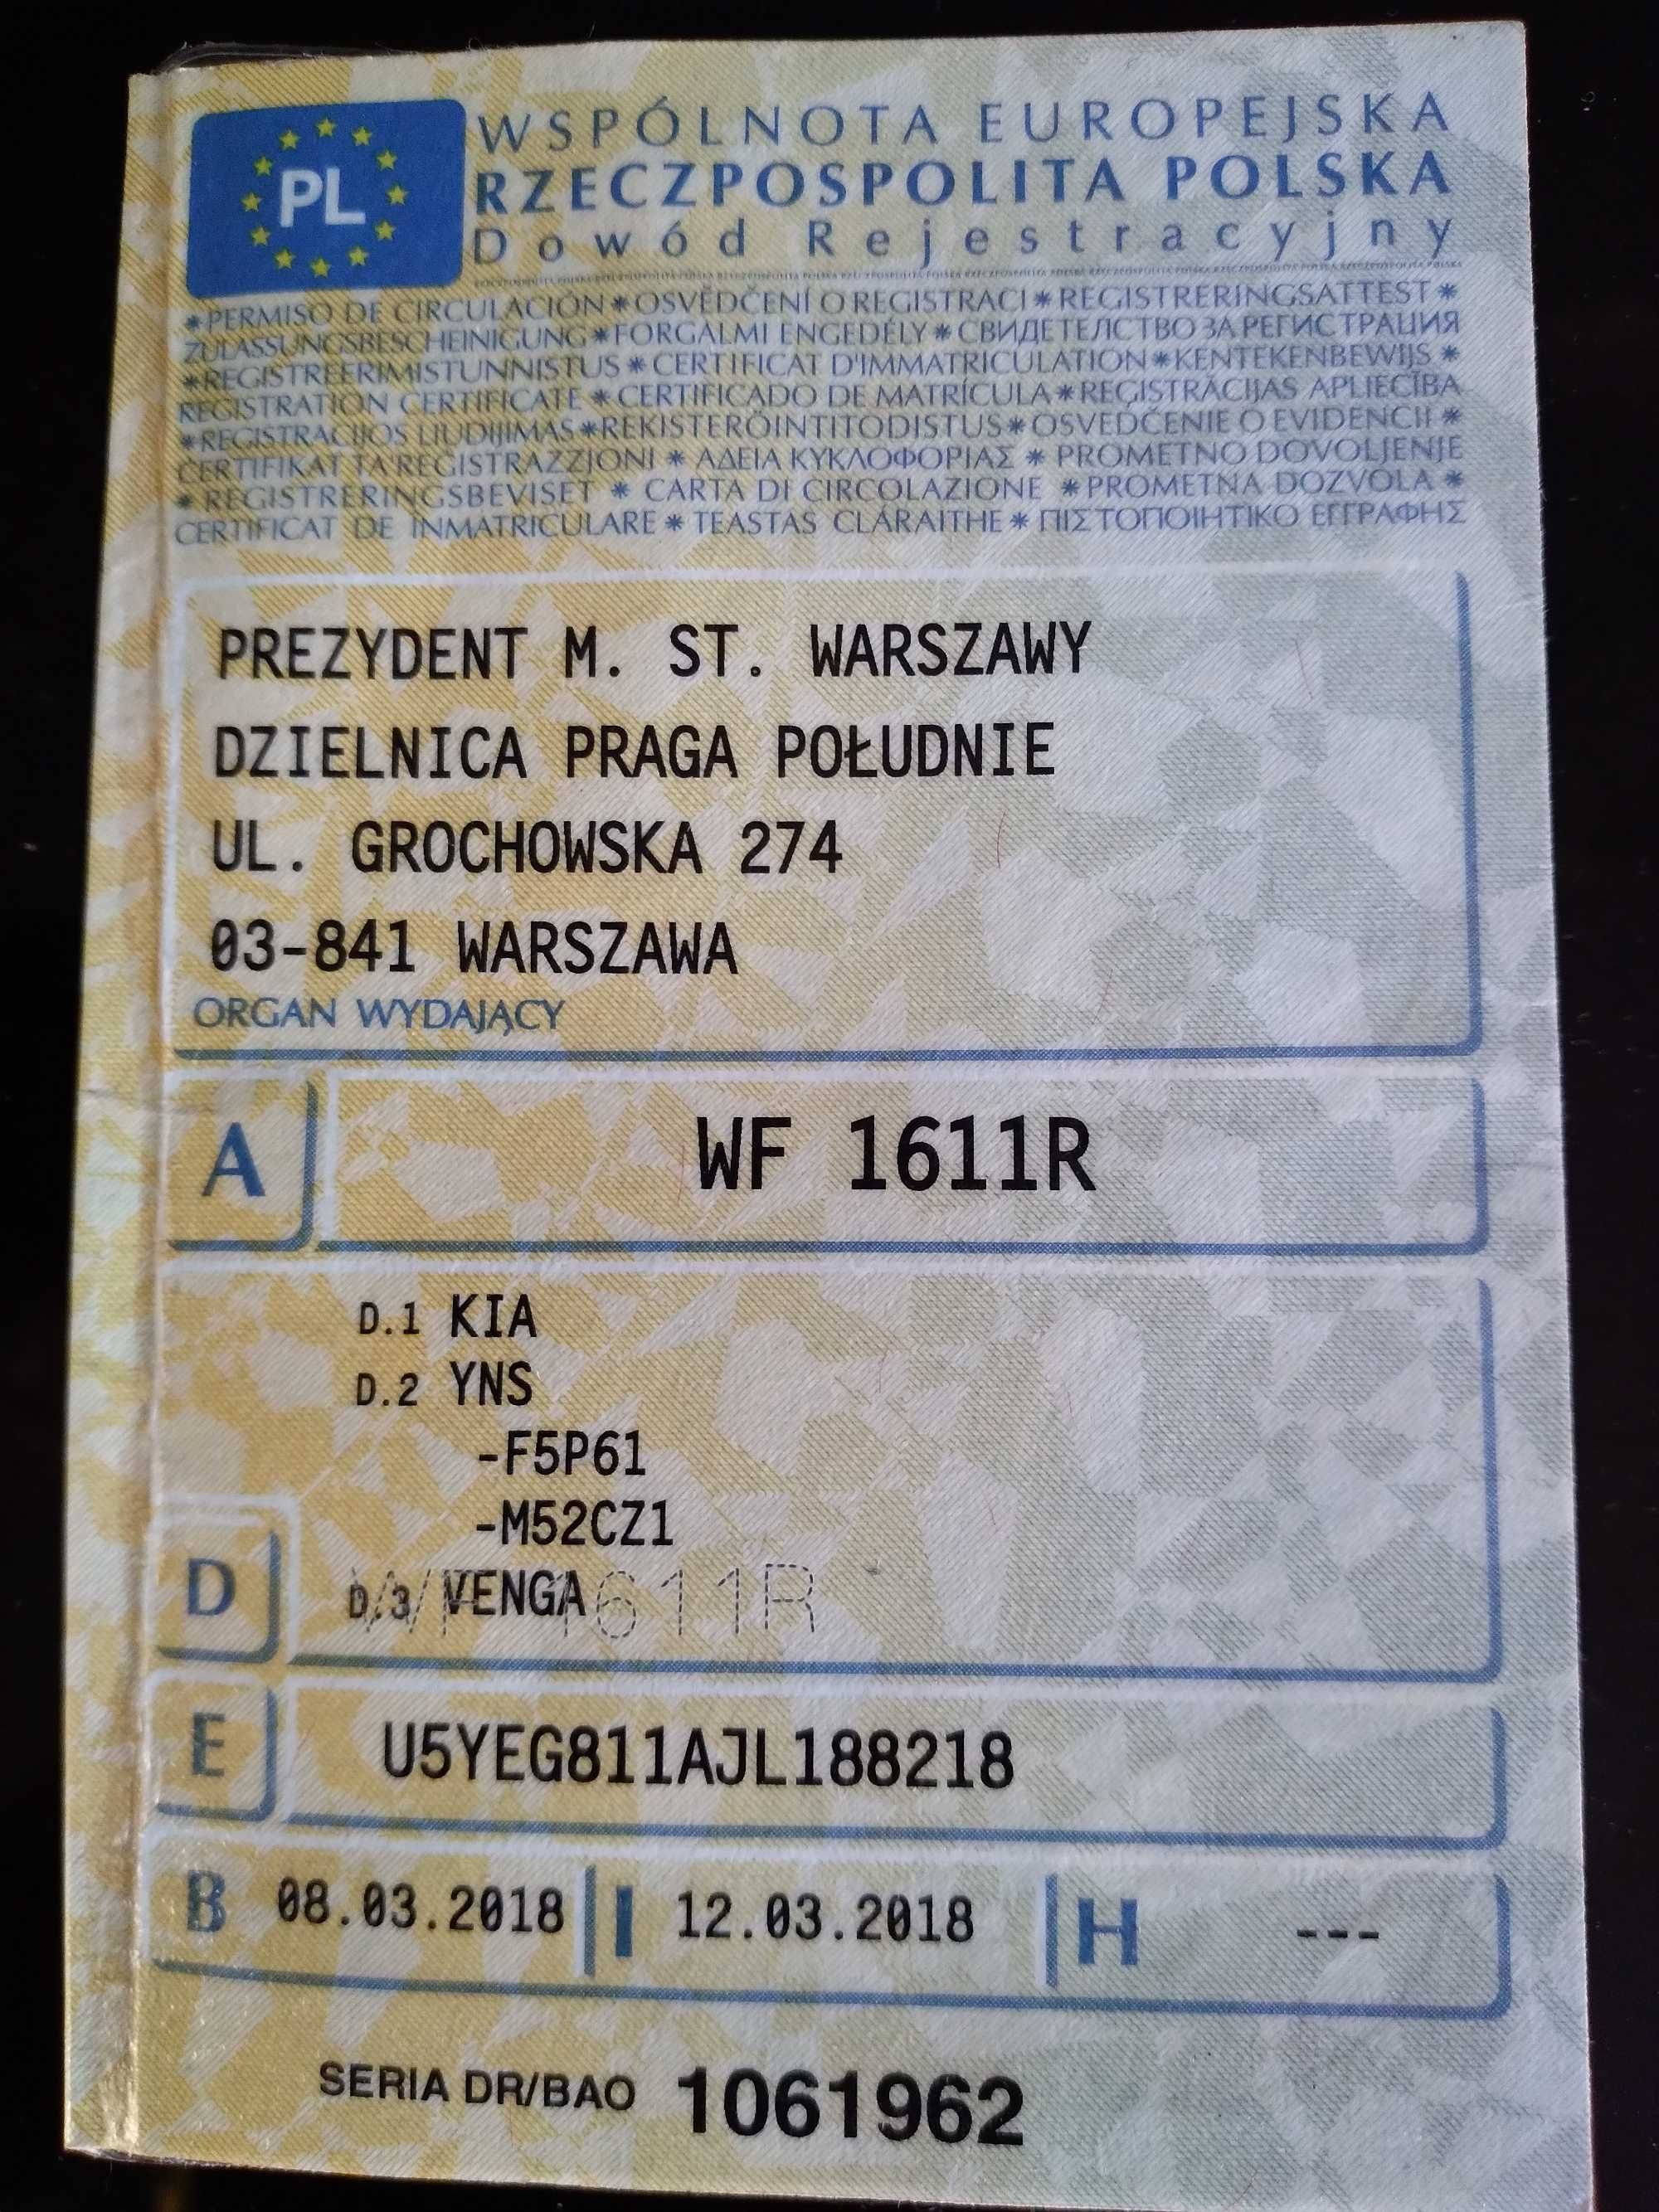 PL
WSPÓLNOTA EUROPEJSKA
RZECZPOSPOLITA POLSKA
Dowód Rejestracyjny
*PERMISO DE CIRCULACIÓN*OSVĚDČENÍ O REGISTRACI*REGISTRERINGSATTEST*
ZULASSUNGSBESCHEINIGUNG*FORGALMI ENGEDÉLY*СВИДЕТЕЛСТВО ЗА РЕГИСТРАЦИЯ
*REGISTREERIMISTUNNISTUS*CERTIFICAT D'IMMATRICULATION*KENTEKENBEWIJS*
REGISTRATION CERTIFICATE*CERTIFICADO DE MATRÍCULA*REĢISTRĀCIJAS APLIECĪBA
*REGISTRACIJOS LIUDIJIMAS*REKISTERÖINTITODISTUS*OSVEDČENIE O EVIDENCII*
ĊERTIFIKAT TA'REĠISTRAZZJONI*ΑΔΕΙΑ ΚΥΚΛΟΦΟΡΙΑΣ*PROMETNO DOVOLJENJE
*REGISTRERINGSBEVISET*CARTA DI CIRCOLAZIONE*PROMETNA DOZVOLA*
CERTIFICAT DE ÎNMATRICULARE*TEASTAS CLÁRAITHE*ΠΙΣΤΟΠΟΙΗΤΙΚΟ ΕΓΓΡΑΦΗΣ
PREZYDENT M. ST. WARSZAWY
DZIELNICA PRAGA POŁUDNIE
UL. GROCHOWSKA 274
03-841 WARSZAWA
ORGAN WYDAJĄCY
A WF 1611R
D.1 KIA
D.2 YNS
-F5P61
-M52CZ1
D D.3 VENGA
WF 1611R
E U5YEG811AJL188218
B 08.03.2018 I 12.03.2018 H ---
SERIA DR/BAO 1061962